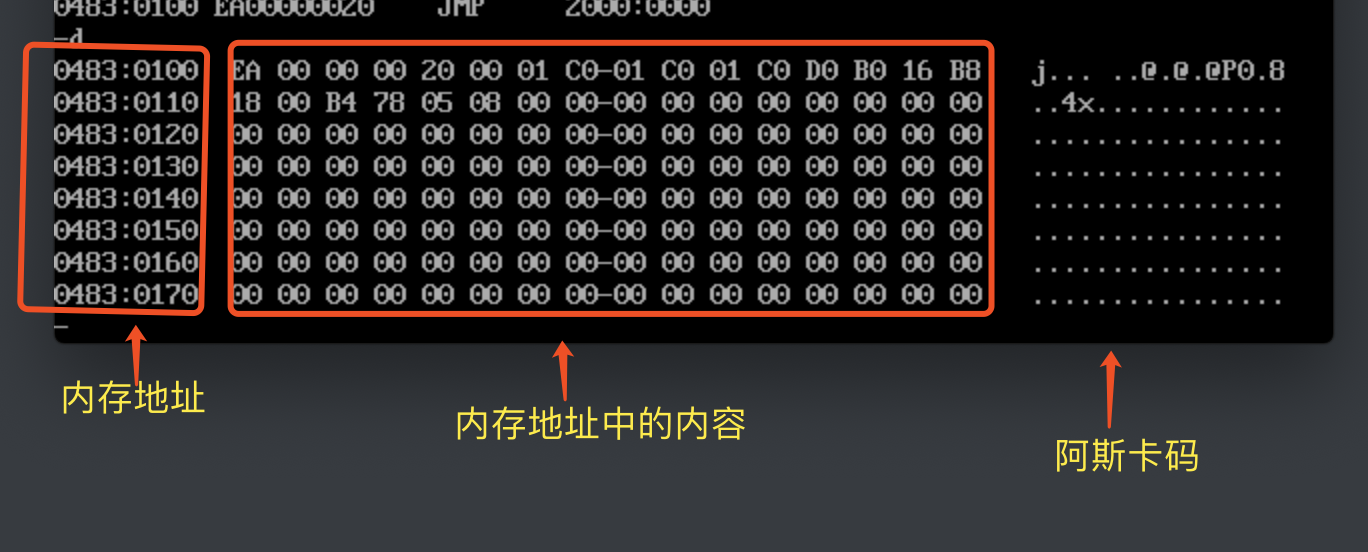 0483:0100 EA00000020 JMP 2000:0000
-d
0483:0100 EA 00 00 00 20 00 01 C0-01 C0 01 C0 D0 B0 16 B8 j... ..@.@.@P0.8
0483:0110 18 00 B4 78 05 08 00 00-00 00 00 00 00 00 00 00 ..4x............
0483:0120 00 00 00 00 00 00 00 00-00 00 00 00 00 00 00 00 ................
0483:0130 00 00 00 00 00 00 00 00-00 00 00 00 00 00 00 00 ................
0483:0140 00 00 00 00 00 00 00 00-00 00 00 00 00 00 00 00 ................
0483:0150 00 00 00 00 00 00 00 00-00 00 00 00 00 00 00 00 ................
0483:0160 00 00 00 00 00 00 00 00-00 00 00 00 00 00 00 00 ................
0483:0170 00 00 00 00 00 00 00 00-00 00 00 00 00 00 00 00 ................
-
内存地址
内存地址中的内容
阿斯卡码